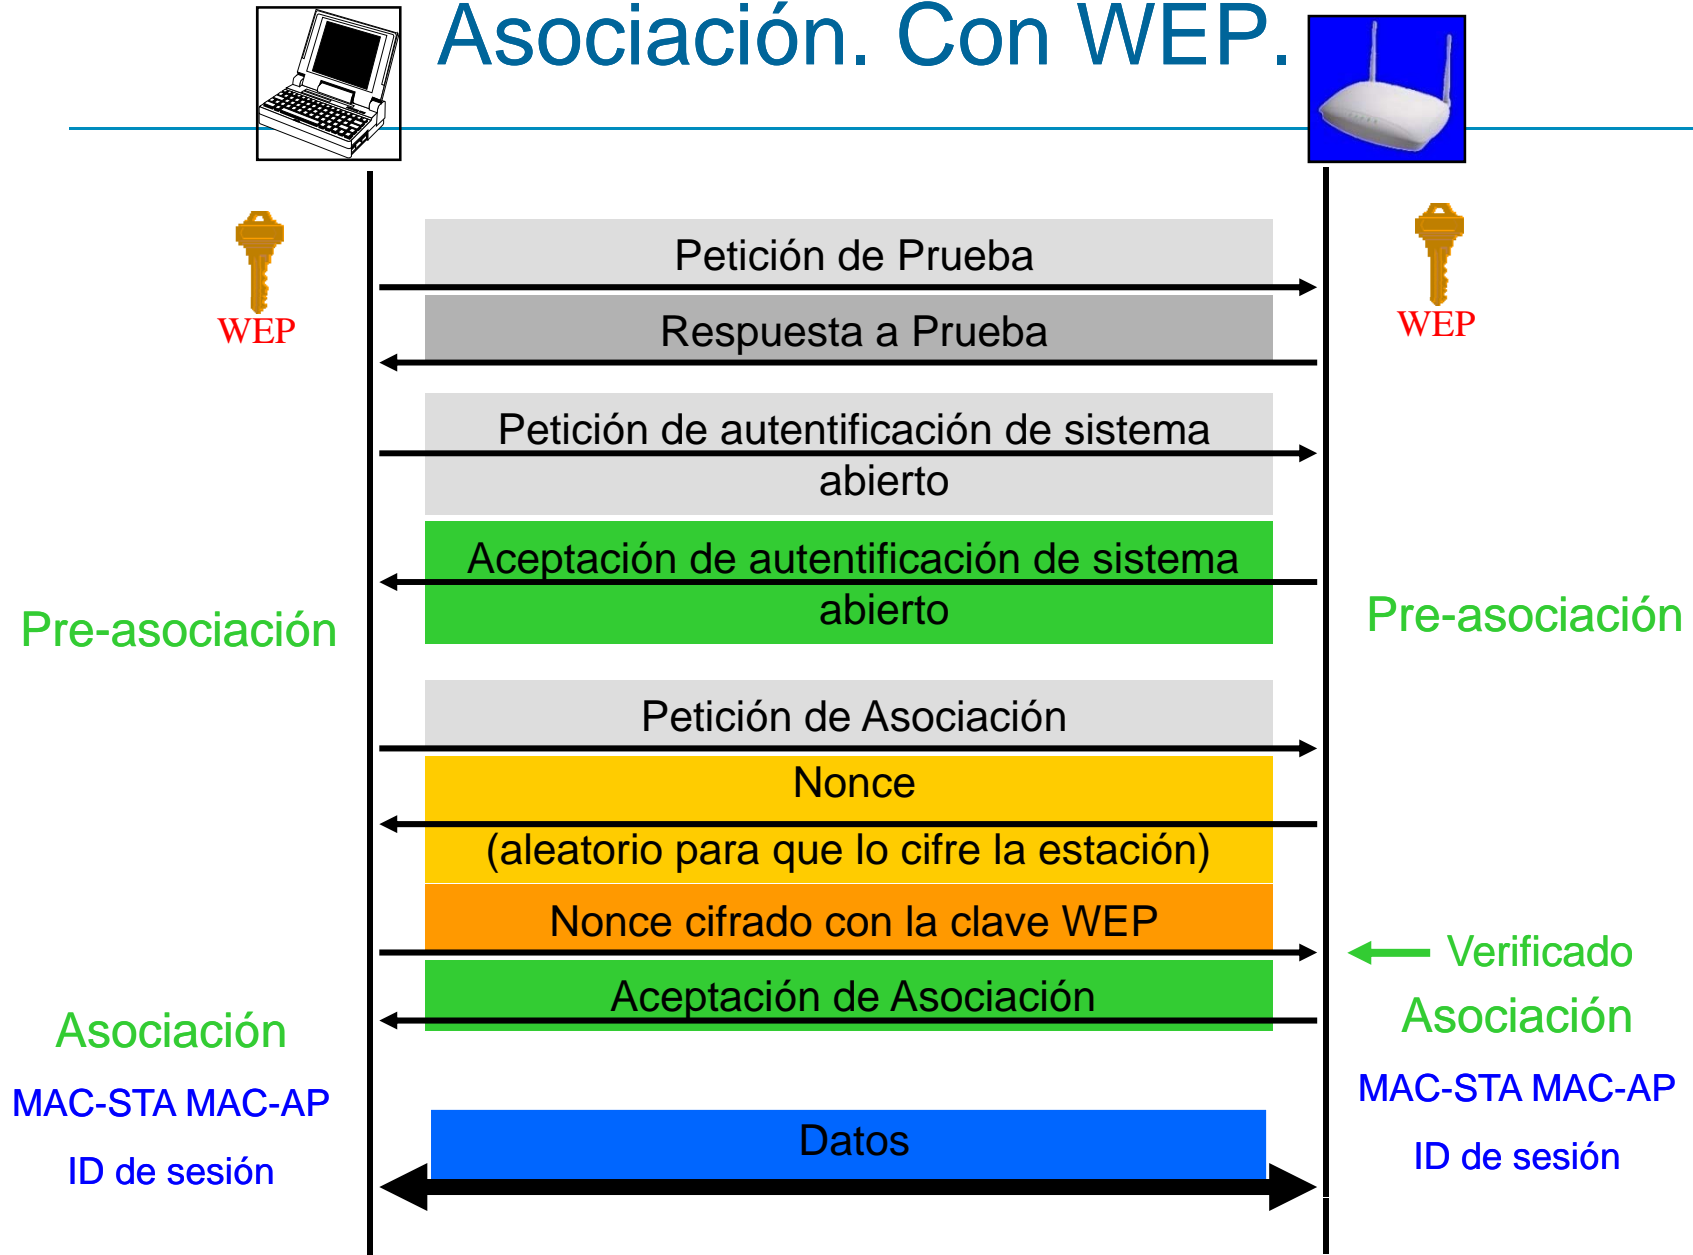 Asociación. Con WEP.
WEP
WEP
Petición de Prueba
Respuesta a Prueba
Petición de autentificación de sistema
abierto
Aceptación de autentificación de sistema
abierto
Pre-asociación
Pre-asociación
Petición de Asociación
Nonce
(aleatorio para que lo cifre la estación)
Nonce cifrado con la clave WEP
Verificado
Aceptación de Asociación
Asociación
Asociación
MAC-STA MAC-AP
MAC-STA MAC-AP
Datos
ID de sesión
ID de sesión